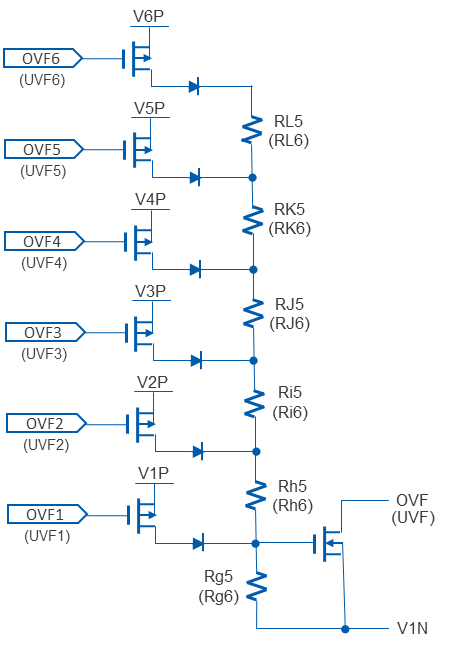 V6P
OVF6
(UVF6)
RL5
(RL6)
V5P
OVF5
(UVF5)
RK5
(RK6)
V4P
OVF4
(UVF4)
RJ5
(RJ6)
V3P
OVF3
(UVF3)
Ri5
(Ri6)
V2P
OVF2
(UVF2)
Rh5
(Rh6)
V1P
OVF1
(UVF1)
OVF
(UVF)
Rg5
(Rg6)
V1N